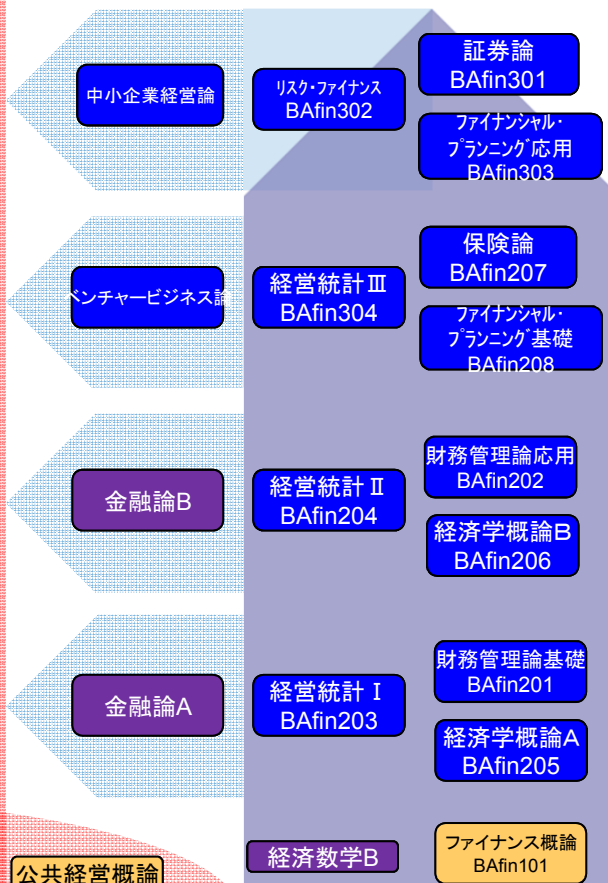 中小企業経営論
リスク・ファイナンス
BAfin302
証券論
BAfin301
ファイナンシャル・
プランニング応用
BAfin303
ベンチャービジネス論
経営統計Ⅲ
BAfin304
保険論
BAfin207
ファイナンシャル・
プランニング基礎
BAfin208
金融論B
経営統計Ⅱ
BAfin204
財務管理論応用
BAfin202
経済学概論B
BAfin206
金融論A
経営統計Ⅰ
BAfin203
財務管理論基礎
BAfin201
経済学概論A
BAfin205
公共経営概論
経済数学B
ファイナンス概論
BAfin101